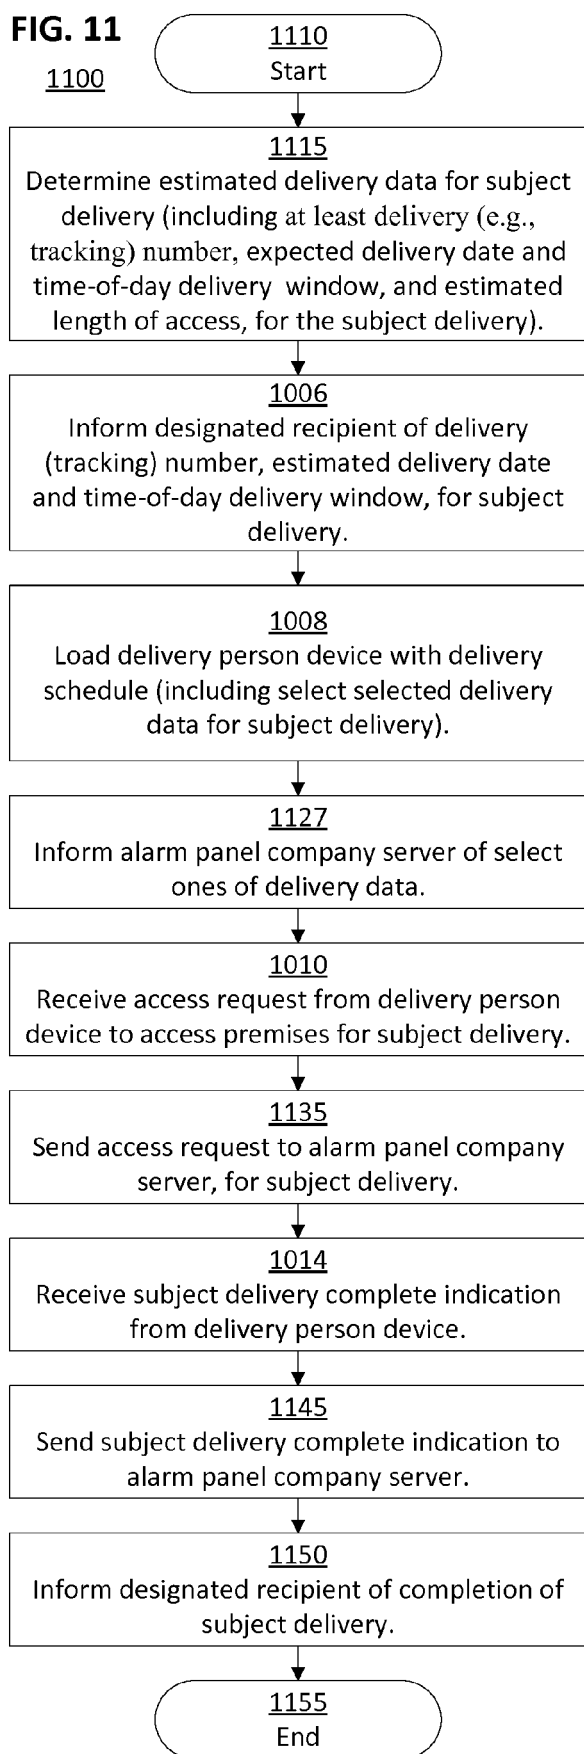 FIG. 11
1100
1110
Start
1115
Determine estimated delivery data for subject
delivery (including at least delivery (e.g.,
tracking) number, expected delivery date and
time-of-day delivery window, and estimated
length of access, for the subject delivery).
1006
Inform designated recipient of delivery
(tracking) number, estimated delivery date
and time-of-day delivery window, for subject
delivery.
1008
Load delivery person device with delivery
schedule (including select selected delivery
data for subject delivery).
1127
Inform alarm panel company server of select
ones of delivery data.
1010
Receive access request from delivery person
device to access premises for subject delivery.
1135
Send access request to alarm panel company
server, for subject delivery.
1014
Receive subject delivery complete indication
from delivery person device.
1145
Send subject delivery complete indication to
alarm panel company server.
1150
Inform designated recipient of completion of
subject delivery.
1155
End